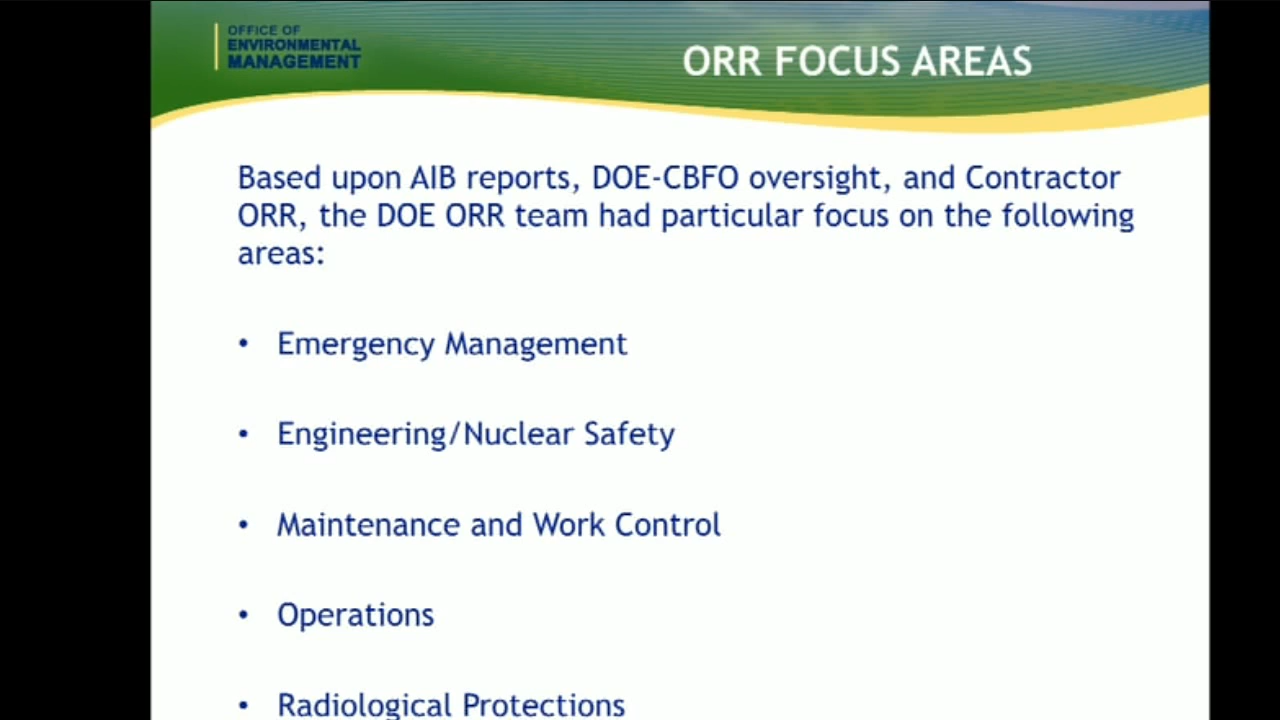 OFFICE OF
ENVIRONMENTAL
MANAGEMENT
ORR FOCUS AREAS
Based upon AIB reports, DOE-CBFO oversight, and Contractor
ORR, the DOE ORR team had particular focus on the following
areas:
• Emergency Management
• Engineering/Nuclear Safety
• Maintenance and Work Control
• Operations
• Radiological Protections